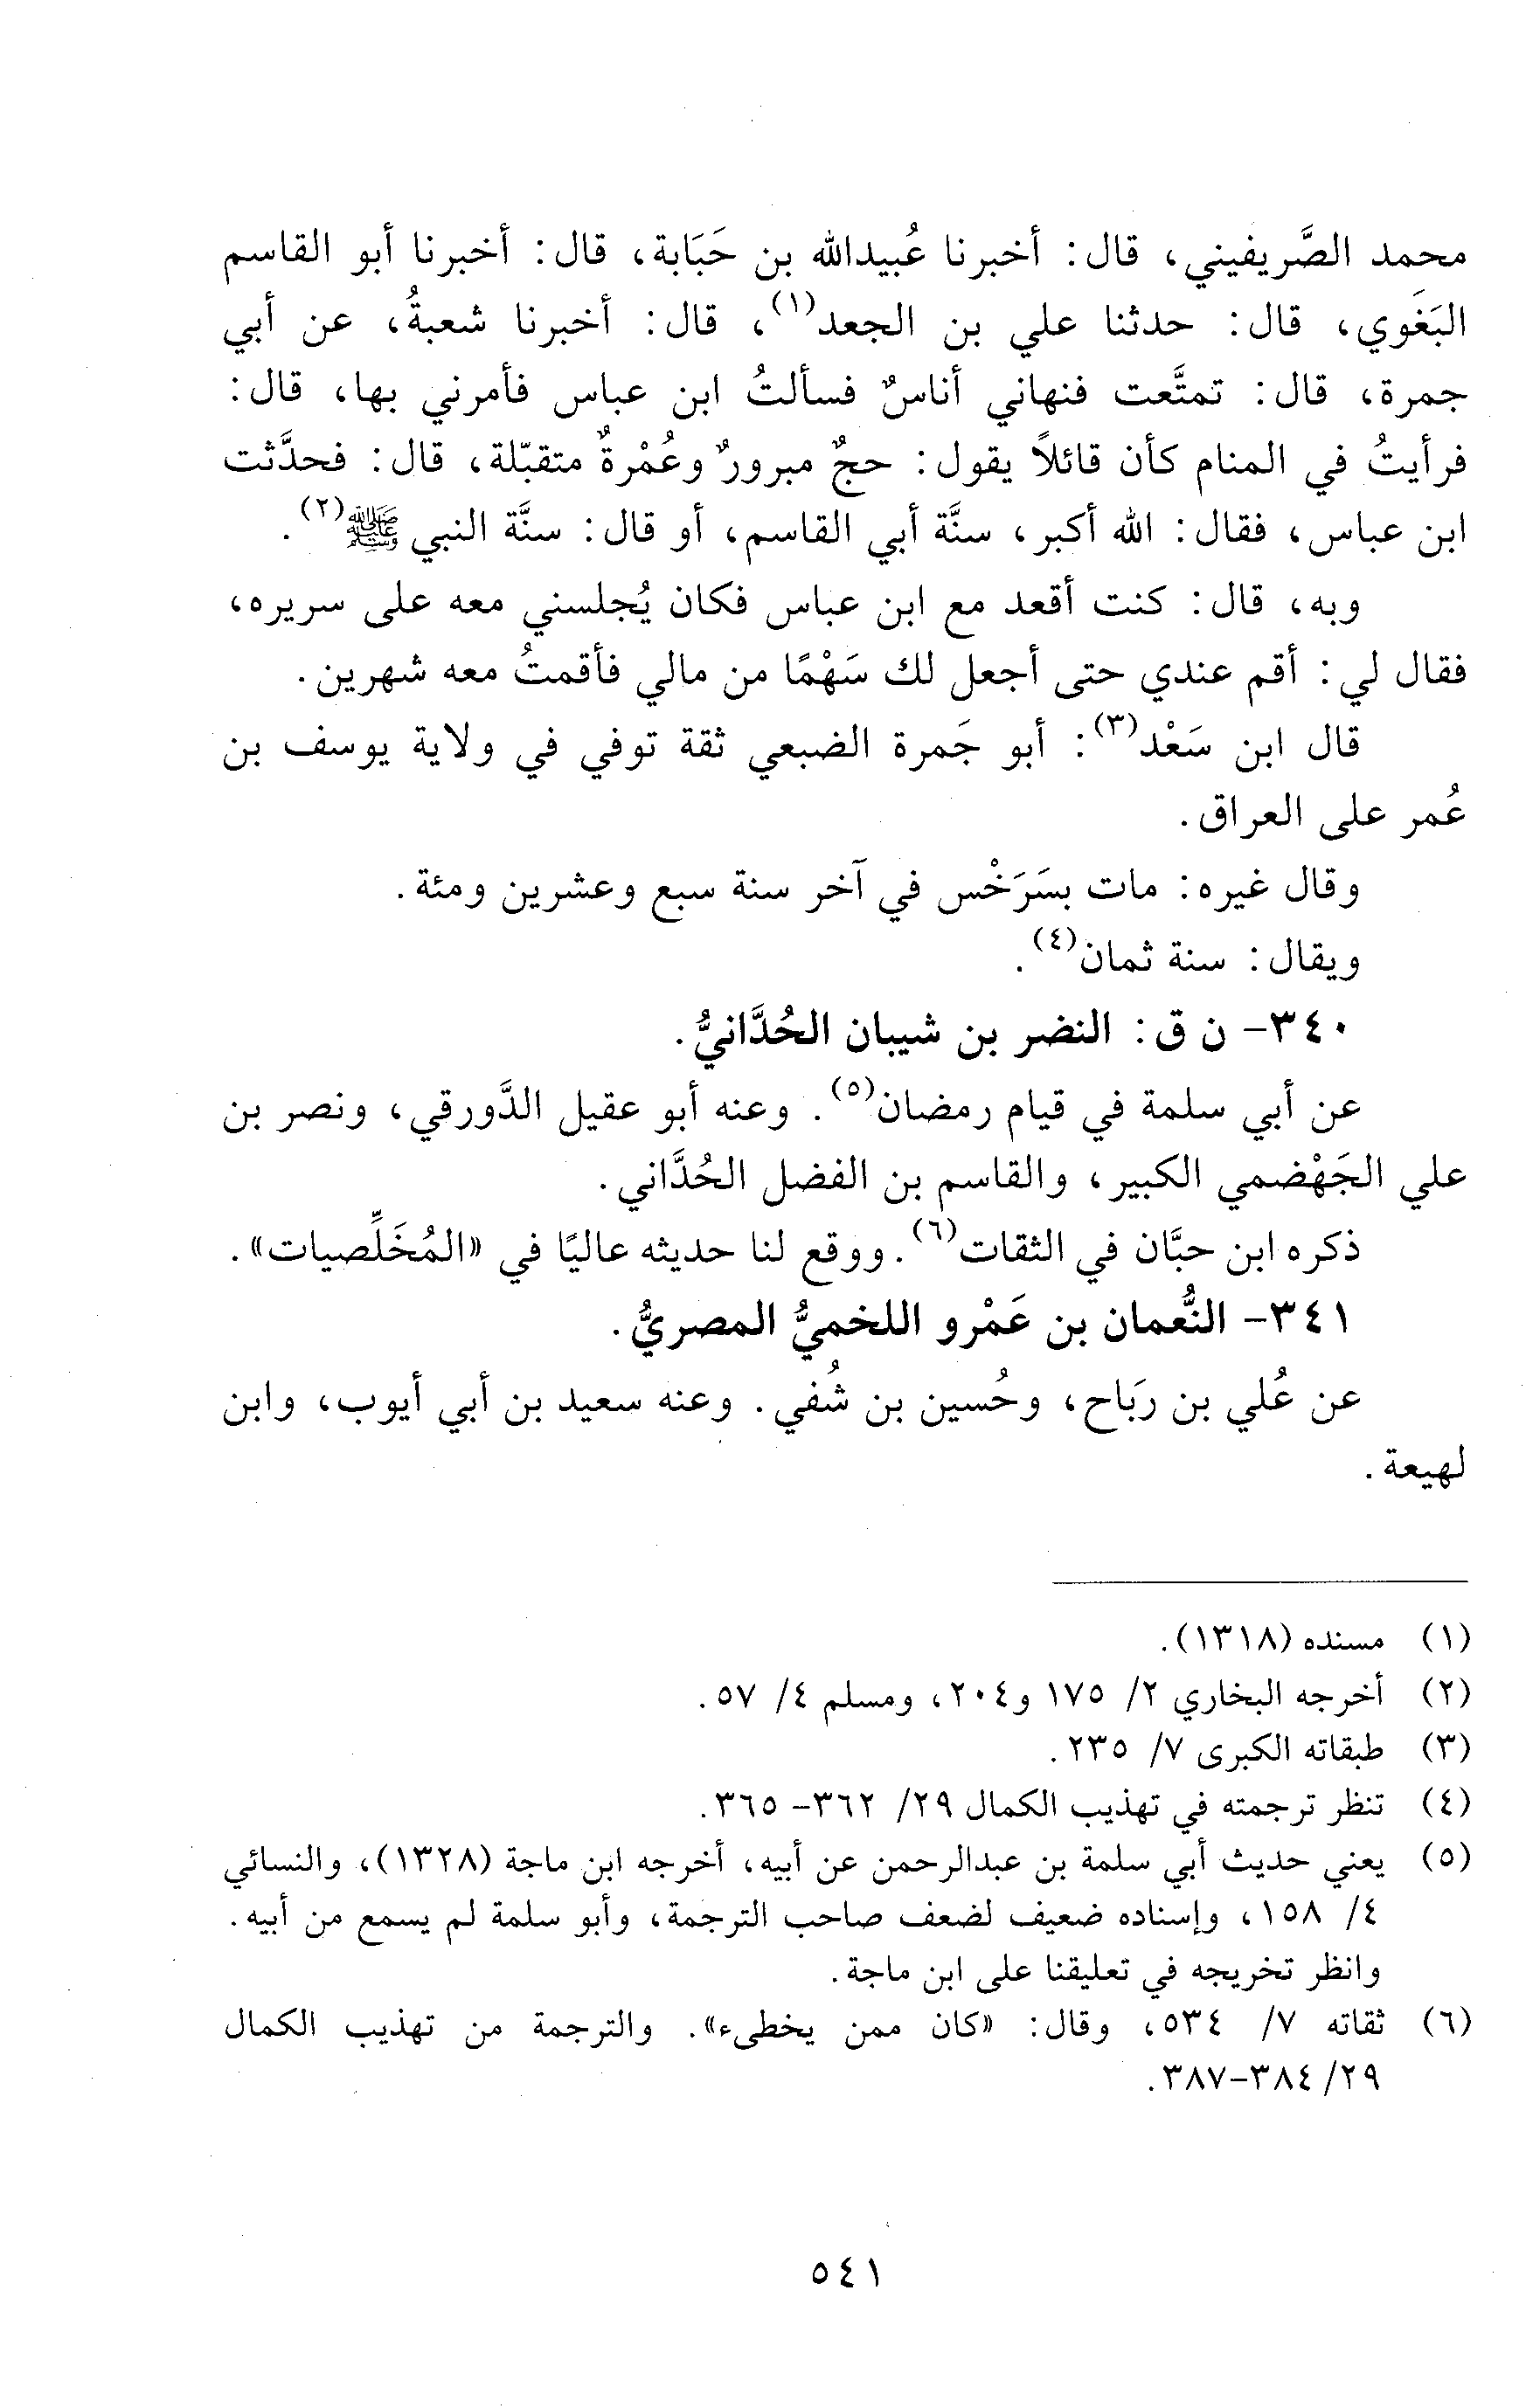 محمد الصَّريفيني، قال: أخبرنا عُبيدالله بن حَبَابة، قال: أخبرنا أبو القاسم
البَغَوي، قال: حدثنا علي بن الجعد(١)، قال: أخبرنا شعبةُ، عن أبي
جمرة، قال: تمتَّعت فنهاني أناسٌ فسألتُ ابن عباس فأمرني بها، قال:
فرأيتُ في المنام كأن قائلاً يقول: حجٌ مبرورٌ وعُمْرةٌ متقبّلة، قال: فحدَّثت
ابن عباس، فقال: الله أكبر، سنَّة أبي القاسم، أو قال: سنَّة النبي ﷺ(٢).
وبه، قال: كنت أقعد مع ابن عباس فكان يُجلسني معه على سريره،
فقال لي: أقم عندي حتى أجعل لك سَهْمًا من مالي فأقمتُ معه شهرين.
قال ابن سَعْد(٣): أبو جَمرة الضبعي ثقة توفي في ولاية يوسف بن
عُمر على العراق.
وقال غيره: مات بسَرَخْس في آخر سنة سبع وعشرين ومئة.
ويقال: سنة ثمان(٤).
٣٤٠- ن ق: النضر بن شيبان الحُدَّانيُّ.
عن أبي سلمة في قيام رمضان(٥). وعنه أبو عقيل الدَّورقي، ونصر بن
علي الجَهْضمي الكبير، والقاسم بن الفضل الحُدَّاني.
ذكره ابن حبَّان في الثقات(٦). ووقع لنا حديثه عاليًا في «المُخَلِّصيات».
٣٤١- النُّعمان بن عَمْرو اللخميُّ المصريُّ.
عن عُلي بن رَباح، وحُسين بن شُفي. وعنه سعيد بن أبي أيوب، وابن
لهيعة.
(١) مسنده (١٣١٨).
(٢) أخرجه البخاري ٢/ ١٧٥ و٢٠٤، ومسلم ٤/ ٥٧.
(٣) طبقاته الكبرى ٧/ ٢٣٥.
(٤) تنظر ترجمته في تهذيب الكمال ٢٩/ ٣٦٢- ٣٦٥.
(٥) يعني حديث أبي سلمة بن عبدالرحمن عن أبيه، أخرجه ابن ماجة (١٣٢٨)، والنسائي
٤/ ١٥٨، وإسناده ضعيف لضعف صاحب الترجمة، وأبو سلمة لم يسمع من أبيه.
وانظر تخريجه في تعليقنا على ابن ماجة.
(٦) ثقاته ٧/ ٥٣٤، وقال: «كان ممن يخطىء». والترجمة من تهذيب الكمال
٢٩/ ٣٨٤-٣٨٧.
٥٤١